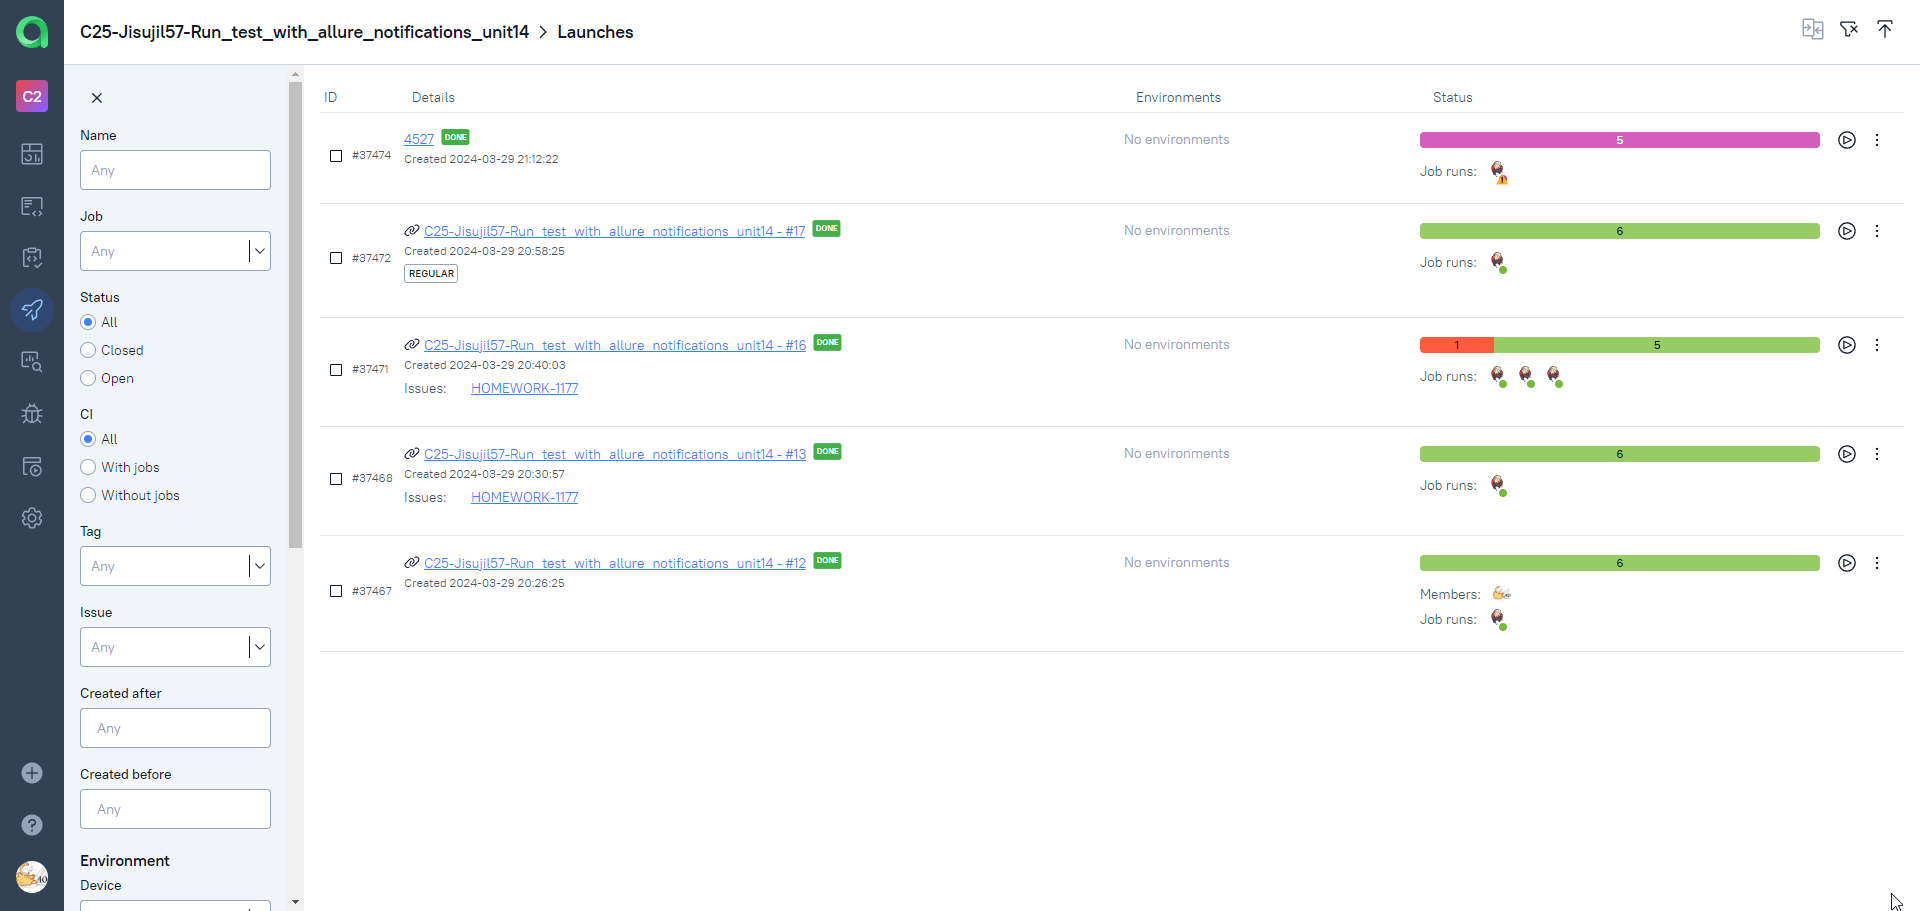 C25-Jisujil57-Run_test_with_allure_notifications_unit14 > Launches
C2
Name
Any
Job
Any
Status
All
Closed
Open
CI
All
With jobs
Without jobs
Tag
Any
Issue
Any
Created after
Any
Created before
Any
Environment
Device
ID Details Environments Status
#37474
4527 DONE
Created 2024-03-29 21:12:22
No environments
5
Job runs:
#37472
C25-Jisujil57-Run_test_with_allure_notifications_unit14 - #17 DONE
Created 2024-03-29 20:58:25
REGULAR
No environments
6
Job runs:
#37471
C25-Jisujil57-Run_test_with_allure_notifications_unit14 - #16 DONE
Created 2024-03-29 20:40:03
Issues: HOMEWORK-1177
No environments
1 5
Job runs:
#37468
C25-Jisujil57-Run_test_with_allure_notifications_unit14 - #13 DONE
Created 2024-03-29 20:30:57
Issues: HOMEWORK-1177
No environments
6
Job runs:
#37467
C25-Jisujil57-Run_test_with_allure_notifications_unit14 - #12 DONE
Created 2024-03-29 20:26:25
No environments
6
Members:
Job runs: